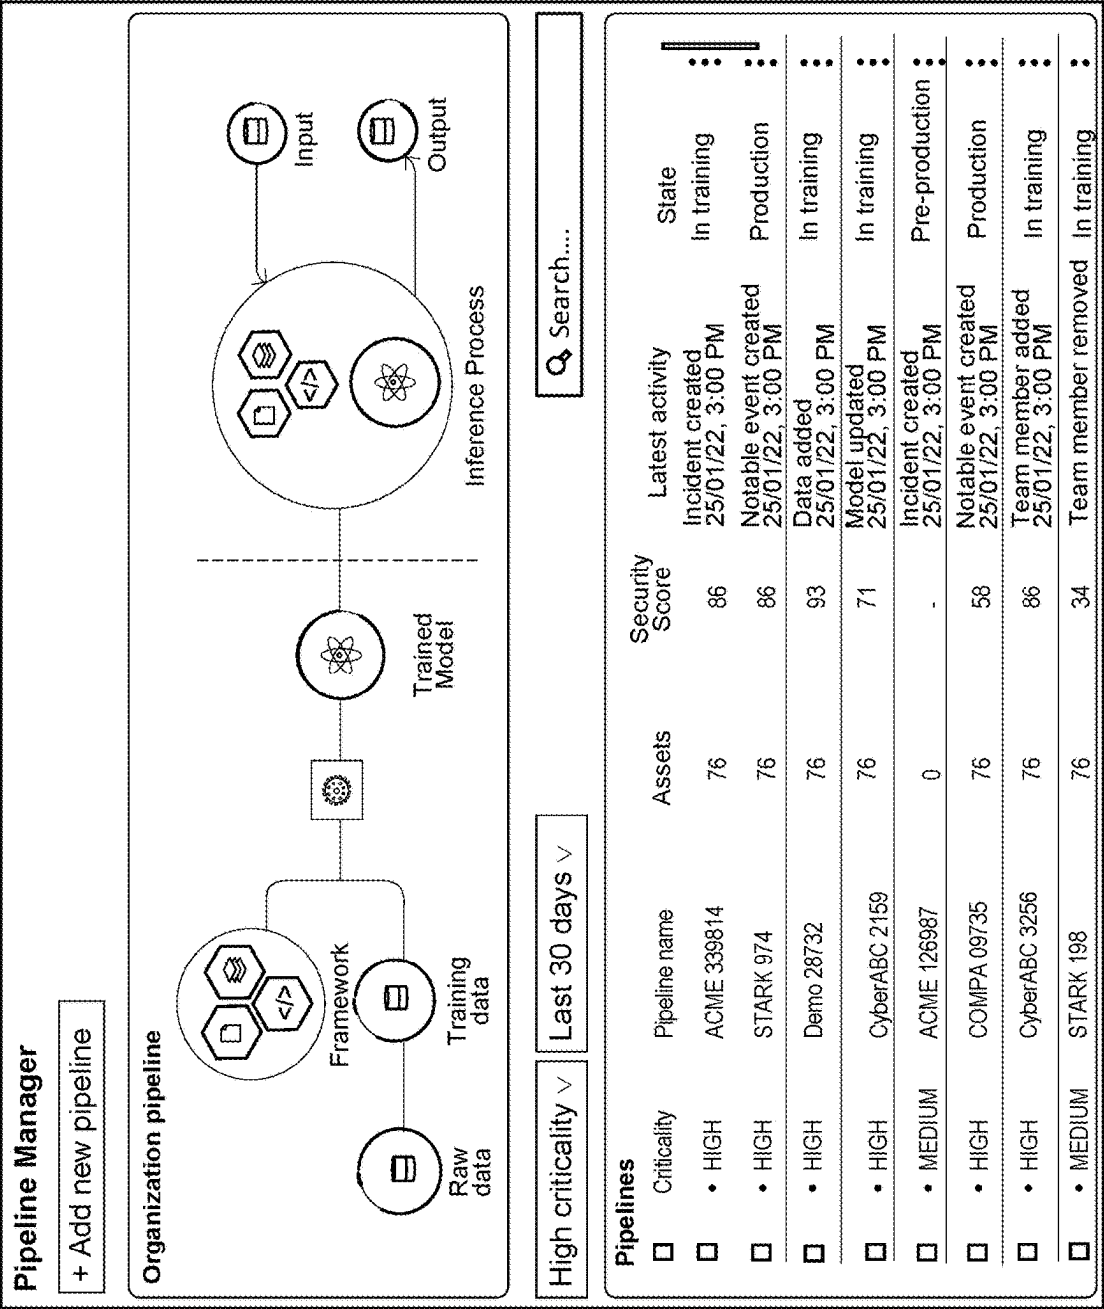 Pipeline Manager
+ Add new pipeline
Organization pipeline
Raw
data
Training
data
Framework
</>
Trained
Model
Inference Process
</>
Input
Output
High criticality ∨
Last 30 days ∨
Search.....
Pipelines
Criticality Pipeline name Assets Security Score Latest activity State
• HIGH ACME 339814 76 86 Incident created 25/01/22, 3:00 PM In training
• HIGH STARK 974 76 86 Notable event created 25/01/22, 3:00 PM Production
• HIGH Demo 28732 76 93 Data added 25/01/22, 3:00 PM In training
• HIGH CyberABC 2159 76 71 Model updated 25/01/22, 3:00 PM In training
• MEDIUM ACME 126987 0 - Incident created 25/01/22, 3:00 PM Pre-production
• HIGH COMPA 09735 76 58 Notable event created 25/01/22, 3:00 PM Production
• HIGH CyberABC 3256 76 86 Team member added 25/01/22, 3:00 PM In training
• MEDIUM STARK 198 76 34 Team member removed In training